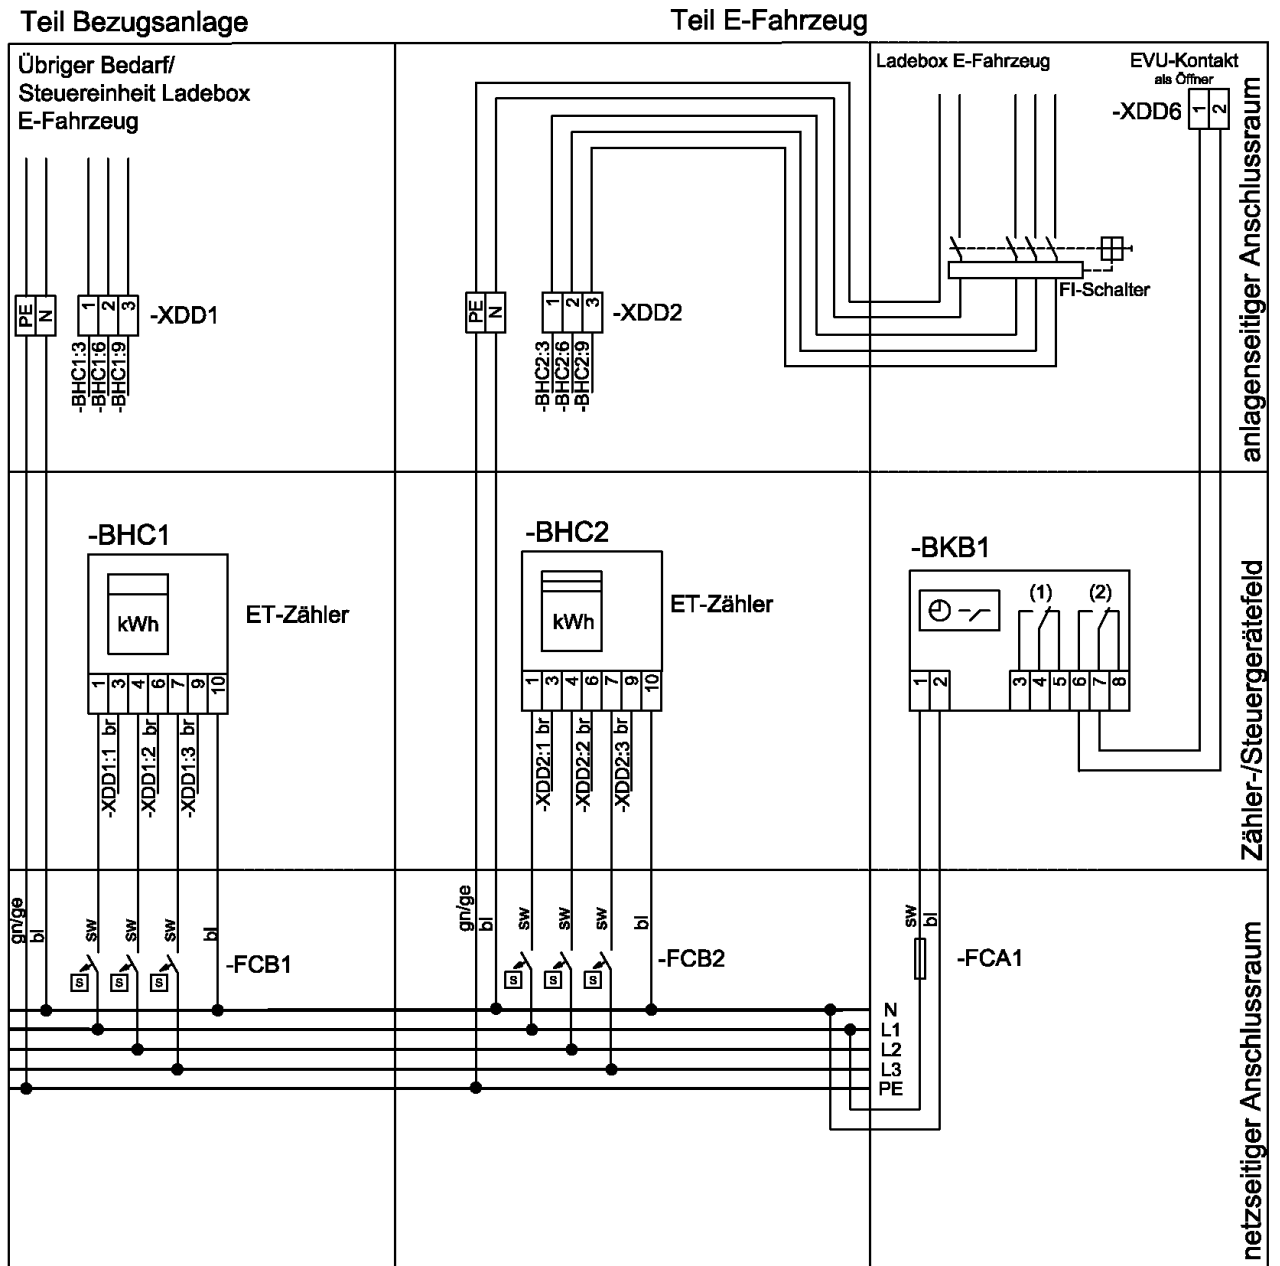 Teil Bezugsanlage
Teil E-Fahrzeug
Übriger Bedarf/
Steuereinheit Ladebox
E-Fahrzeug
Ladebox E-Fahrzeug
EVU-Kontakt
als Öffner
-XDD6
1
2
anlagenseitiger Anschlussraum
FI-Schalter
PE
N
1
2
3
-XDD1
-BHC1:3
-BHC1:6
-BHC1:9
PE
N
1
2
3
-XDD2
-BHC2:3
-BHC2:6
-BHC2:9
-BHC1
kWh
ET-Zähler
1
3
4
6
7
9
10
-XDD1:1 br
-XDD1:2 br
-XDD1:3 br
-BHC2
kWh
ET-Zähler
1
3
4
6
7
9
10
-XDD2:1 br
-XDD2:2 br
-XDD2:3 br
-BKB1
(1)
(2)
1
2
3
4
5
6
7
8
Zähler-/Steuergerätefeld
gn/ge
bl
sw
sw
sw
bl
S
S
S
-FCB1
gn/ge
bl
sw
sw
sw
bl
S
S
S
-FCB2
sw
bl
-FCA1
N
L1
L2
L3
PE
netzseitiger Anschlussraum